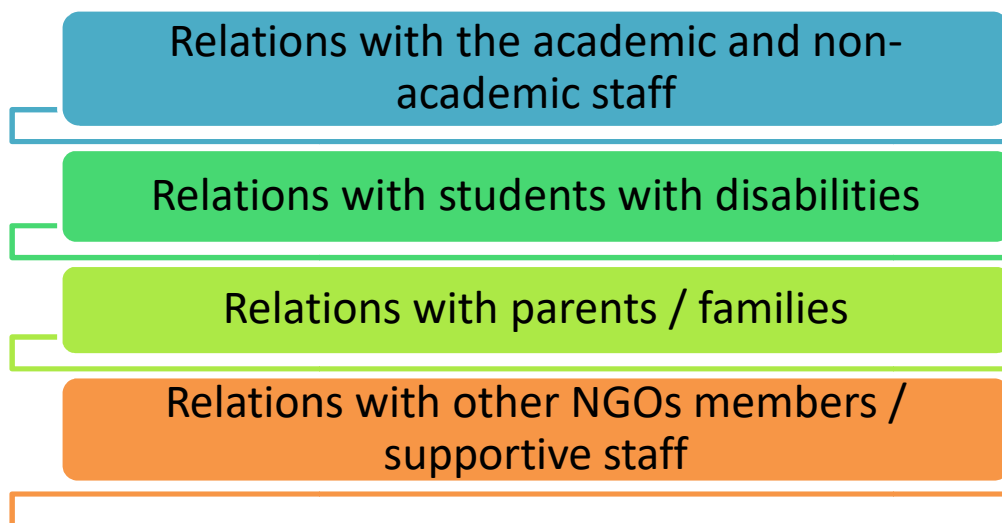 Relations with the academic and non-
academic staff
Relations with students with disabilities
Relations with parents / families
Relations with other NGOs members /
supportive staff